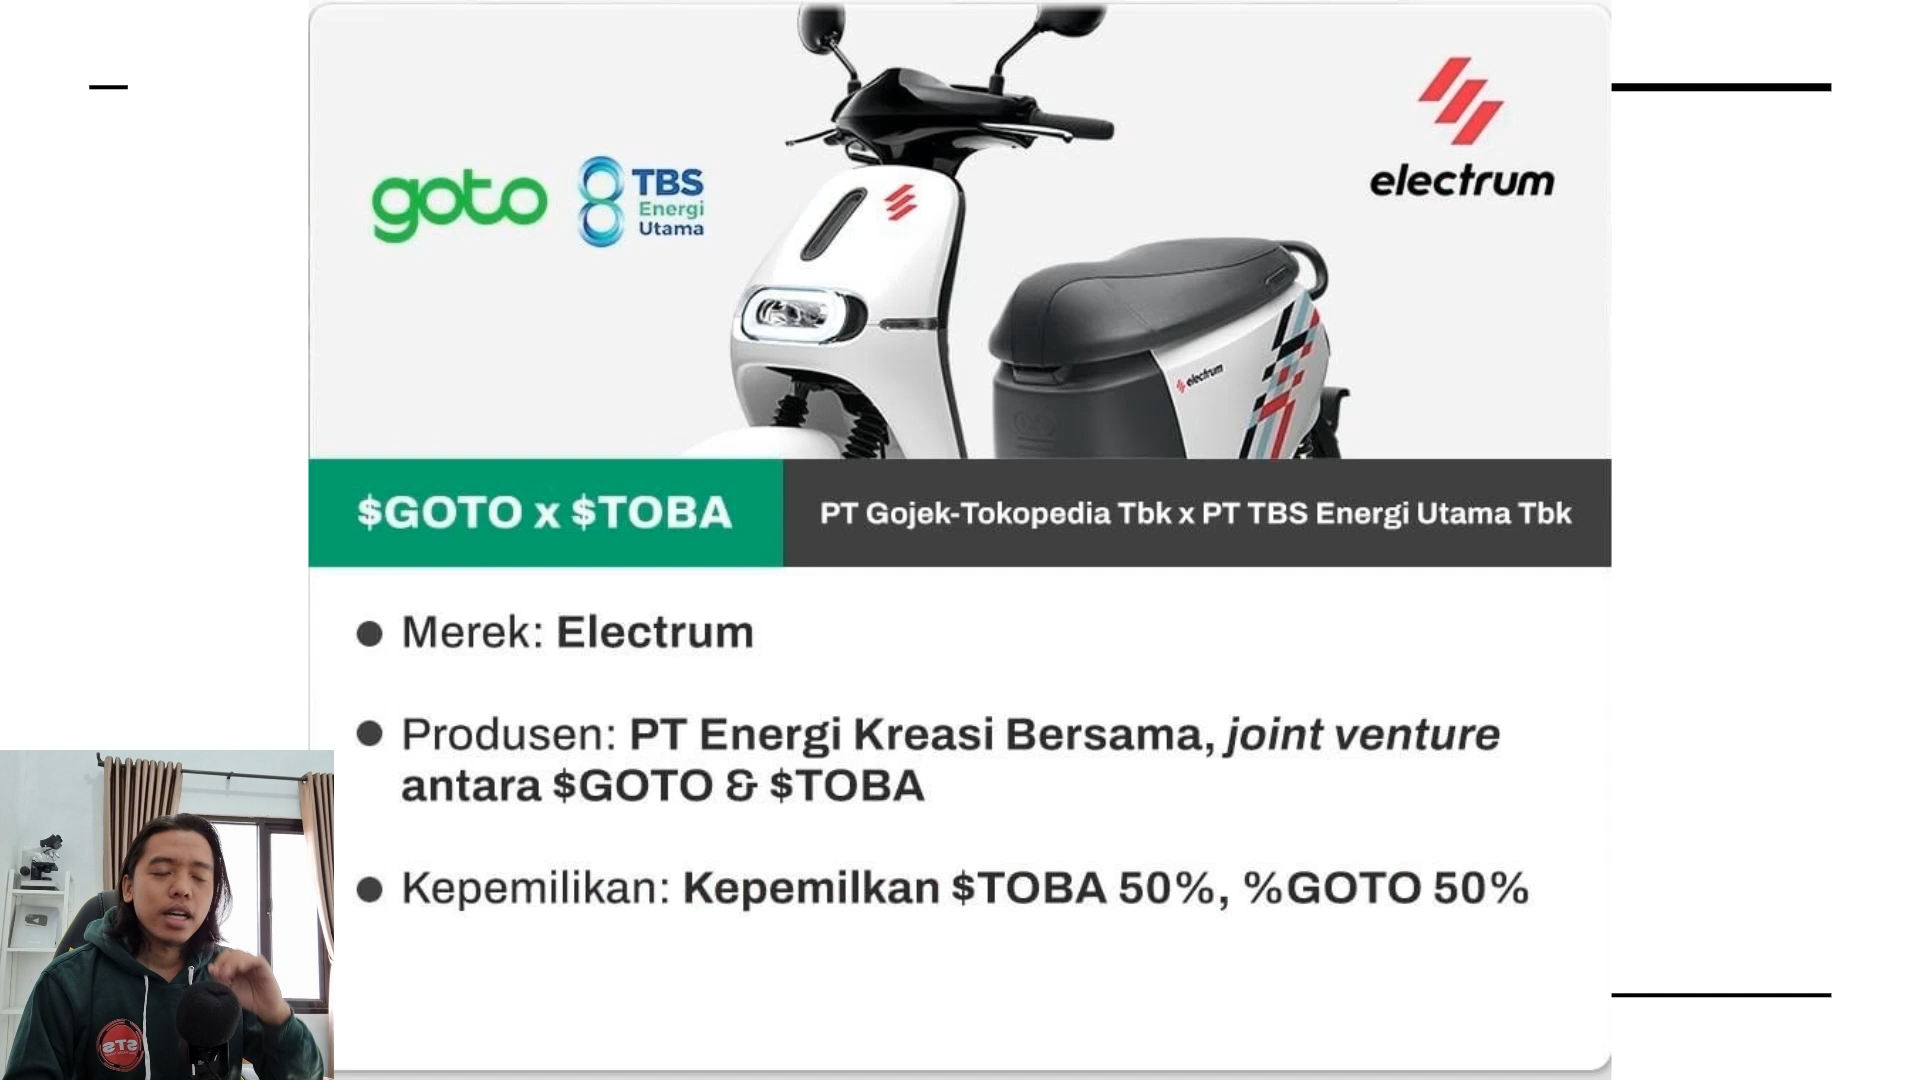 goto
TBS
Energi
Utama
electrum
electrum
$GOTO x $TOBA
PT Gojek-Tokopedia Tbk x PT TBS Energi Utama Tbk
Merek: Electrum
Produsen: PT Energi Kreasi Bersama, joint venture
antara $GOTO & $TOBA
Kepemilikan: Kepemilkan $TOBA 50%, %GOTO 50%
STS